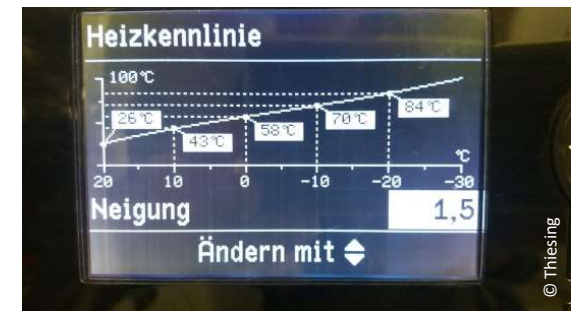 Heizkennlinie
100°C
26°C
43°C
58°C
70°C
84°C
°C
20 10 0 -10 -20 -30
Neigung 1,5
Ändern mit
© Thiesing